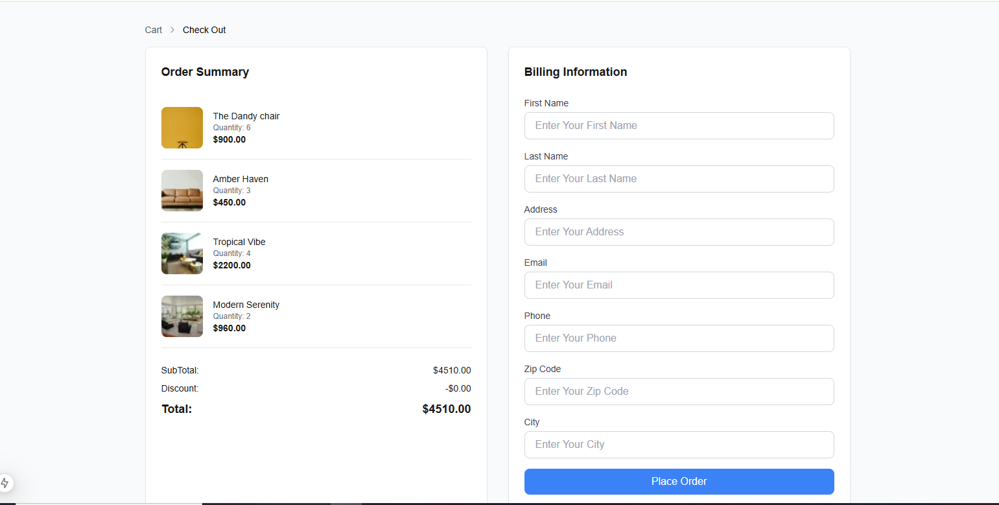 Cart > Check Out
Order Summary
The Dandy chair
Quantity: 6
$900.00
Amber Haven
Quantity: 3
$450.00
Tropical Vibe
Quantity: 4
$2200.00
Modern Serenity
Quantity: 2
$960.00
SubTotal: $4510.00
Discount: -$0.00
Total: $4510.00
Billing Information
First Name
Enter Your First Name
Last Name
Enter Your Last Name
Address
Enter Your Address
Email
Enter Your Email
Phone
Enter Your Phone
Zip Code
Enter Your Zip Code
City
Enter Your City
Place Order